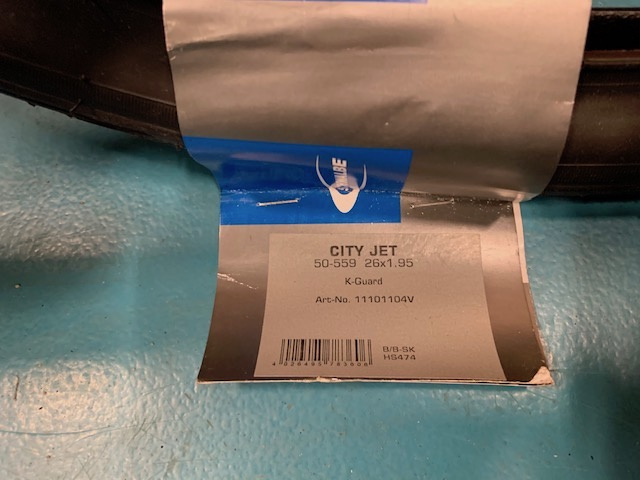 CITY JET
50-559 26x1.95
K-Guard
Art-No. 11101104V
B/B-SK
HS474